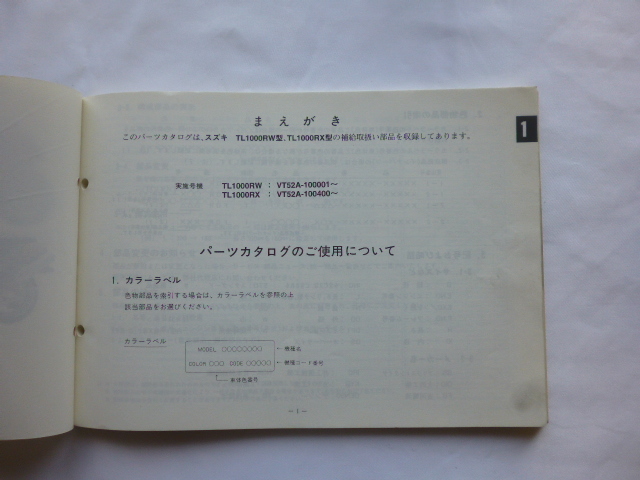 まえがき
このパーツカタログは、スズキ TL1000RW型、TL1000RX型の補給取扱い部品を収録してあります。
1
実施号機 TL1000RW : VT52A-100001〜
TL1000RX : VT52A-100400〜
パーツカタログのご使用について
1. カラーラベル
色物部品を索引する場合は、カラーラベルを参照の上
該当部品をお選びください。
カラーラベル
MODEL 〇〇〇〇〇〇〇〇 ←機種名
COLOR 〇〇〇. CODE 〇〇〇〇〇 ←機種コード番号
車体色番号
−1−